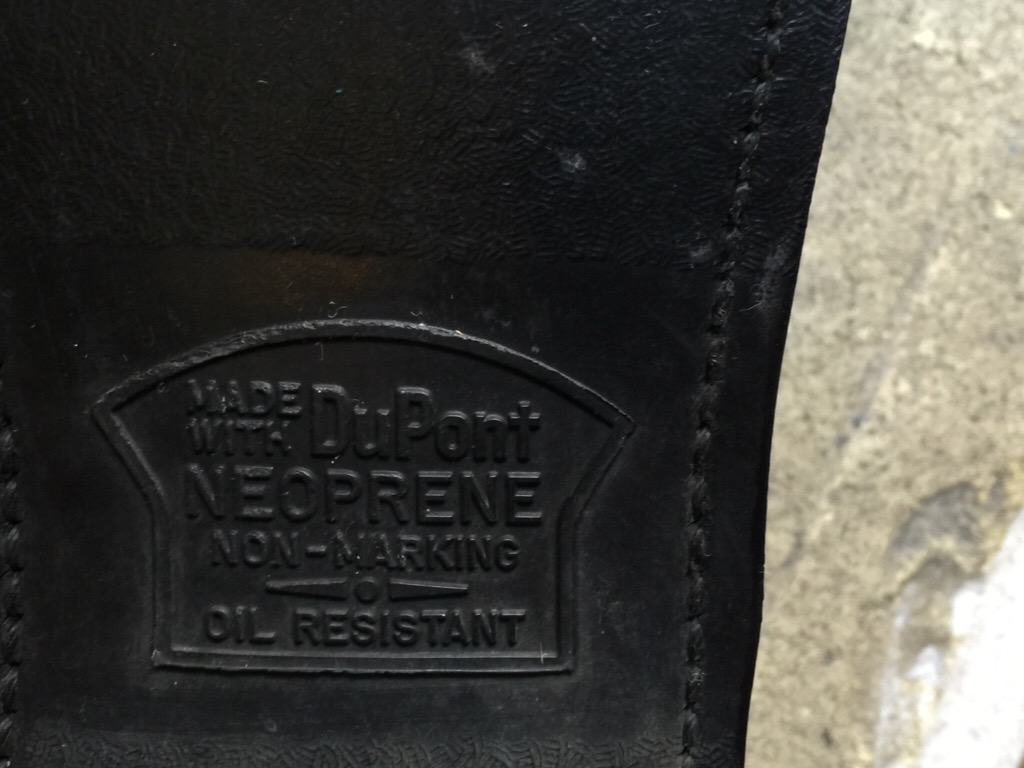 MADE WITH DuPont
NEOPRENE
NON-MARKING
OIL RESISTANT